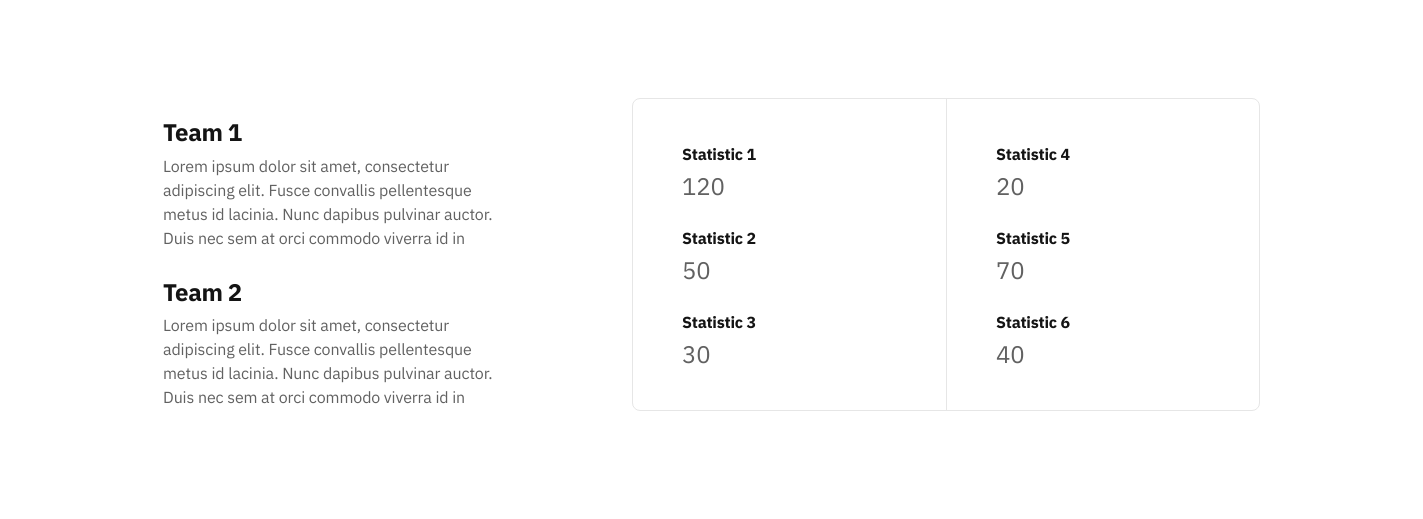 Team 1
Lorem ipsum dolor sit amet, consectetur
adipiscing elit. Fusce convallis pellentesque
metus id lacinia. Nunc dapibus pulvinar auctor.
Duis nec sem at orci commodo viverra id in
Team 2
Lorem ipsum dolor sit amet, consectetur
adipiscing elit. Fusce convallis pellentesque
metus id lacinia. Nunc dapibus pulvinar auctor.
Duis nec sem at orci commodo viverra id in
Statistic 1
120
Statistic 2
50
Statistic 3
30
Statistic 4
20
Statistic 5
70
Statistic 6
40